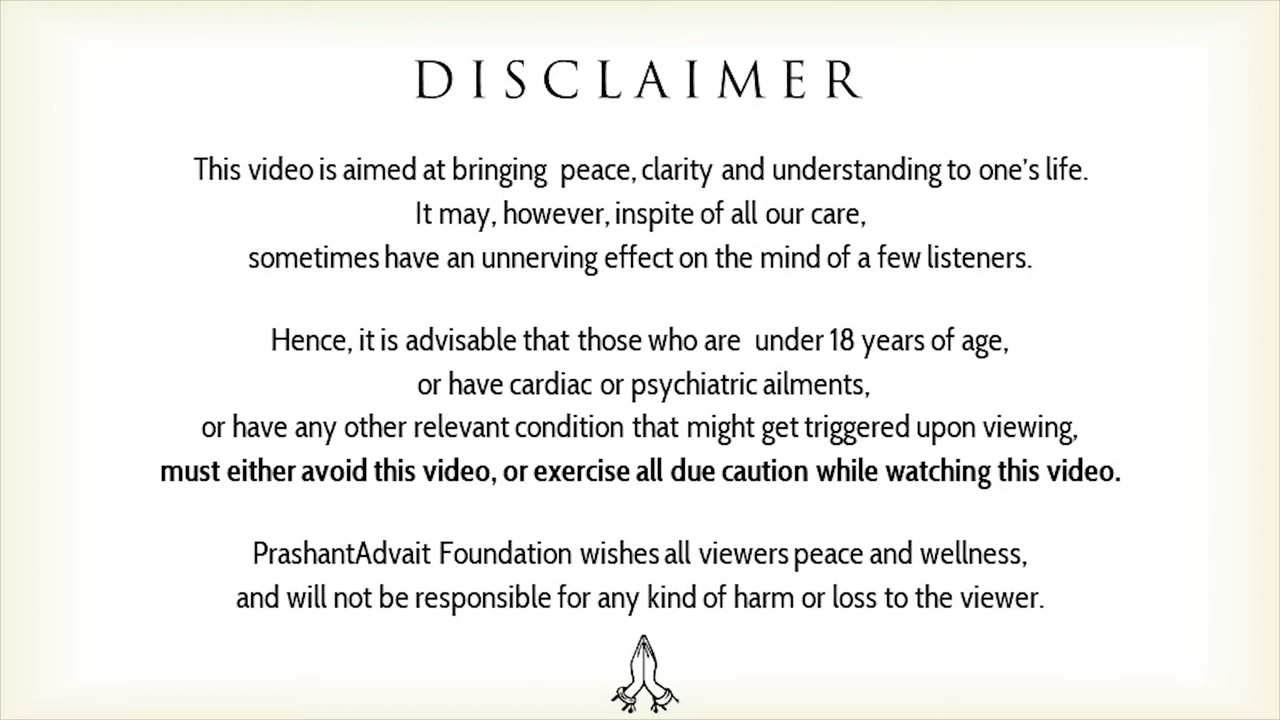 DISCLAIMER
This video is aimed at bringing peace, clarity and understanding to one's life.
It may, however, inspite of all our care,
sometimes have an unnerving effect on the mind of a few listeners.
Hence, it is advisable that those who are under 18 years of age,
or have cardiac or psychiatric ailments,
or have any other relevant condition that might get triggered upon viewing,
must either avoid this video, or exercise all due caution while watching this video.
PrashantAdvait Foundation wishes all viewers peace and wellness,
and will not be responsible for any kind of harm or loss to the viewer.